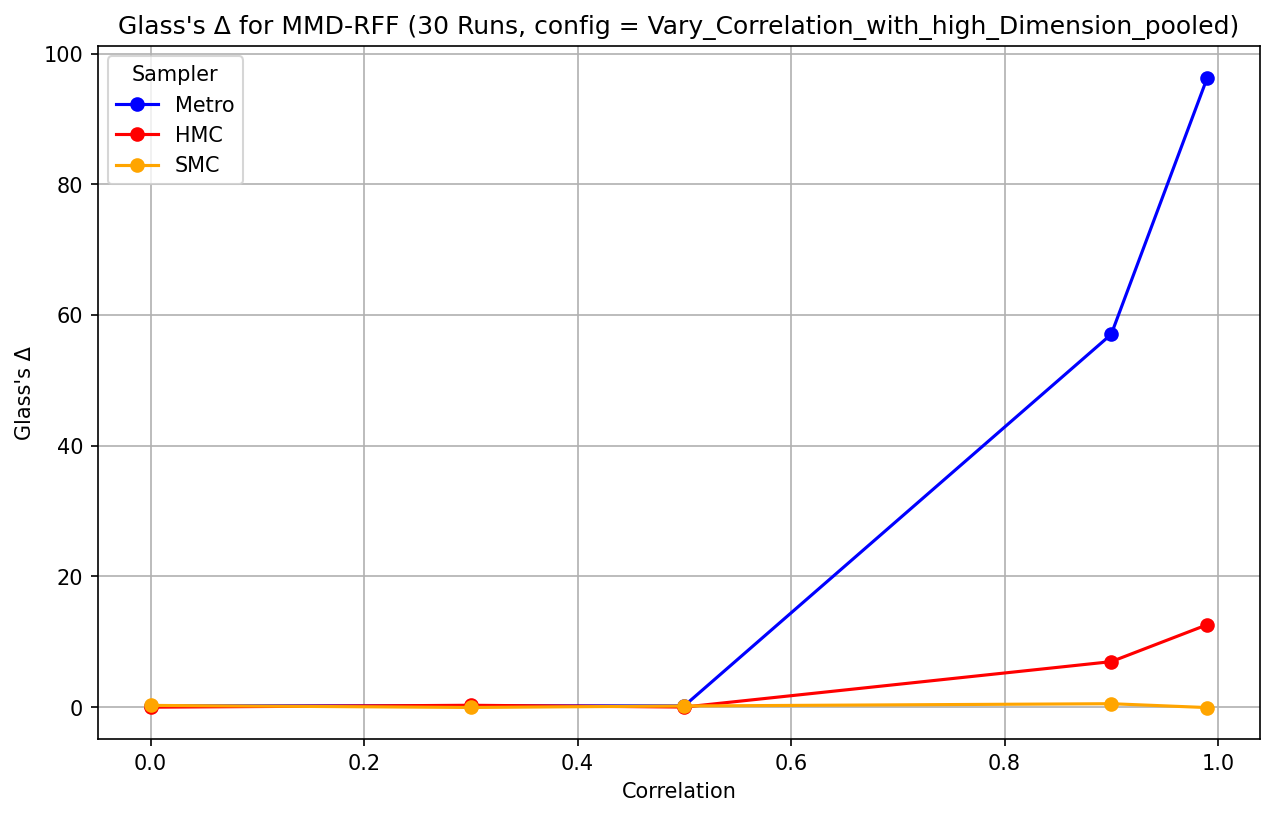 Glass's Δ for MMD-RFF (30 Runs, config = Vary_Correlation_with_high_Dimension_pooled)
Sampler
Metro
HMC
SMC
100
80
60
40
20
0
Glass's Δ
0.0 0.2 0.4 0.6 0.8 1.0
Correlation